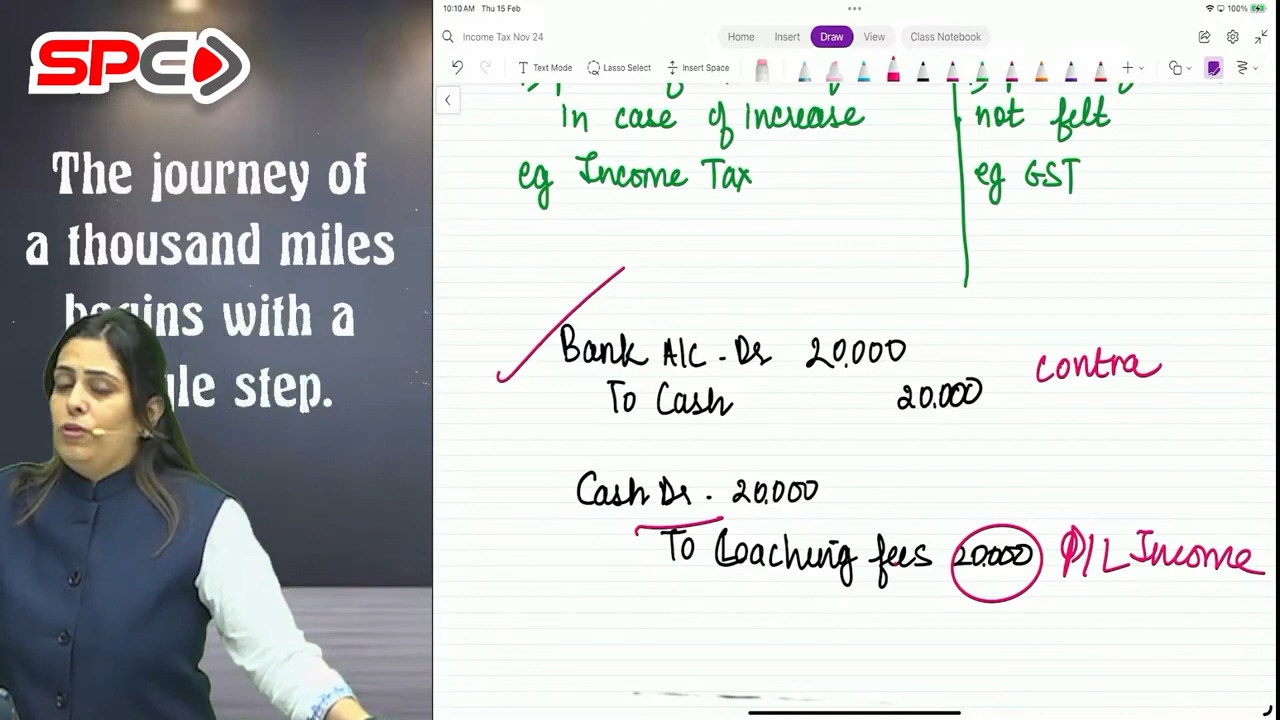 SPC
The journey of
a thousand miles
begins with a
single step.
10:10 AM Thu 15 Feb
100%
Income Tax Nov 24
Home Insert Draw View Class Notebook
Text Mode Lasso Select Insert Space
in case of increase
eg Income Tax
not felt
eg GST
Bank A/C - Dr 20,000
To Cash 20,000
contra
Cash Dr - 20,000
To Coaching fees 20,000 P/L Income